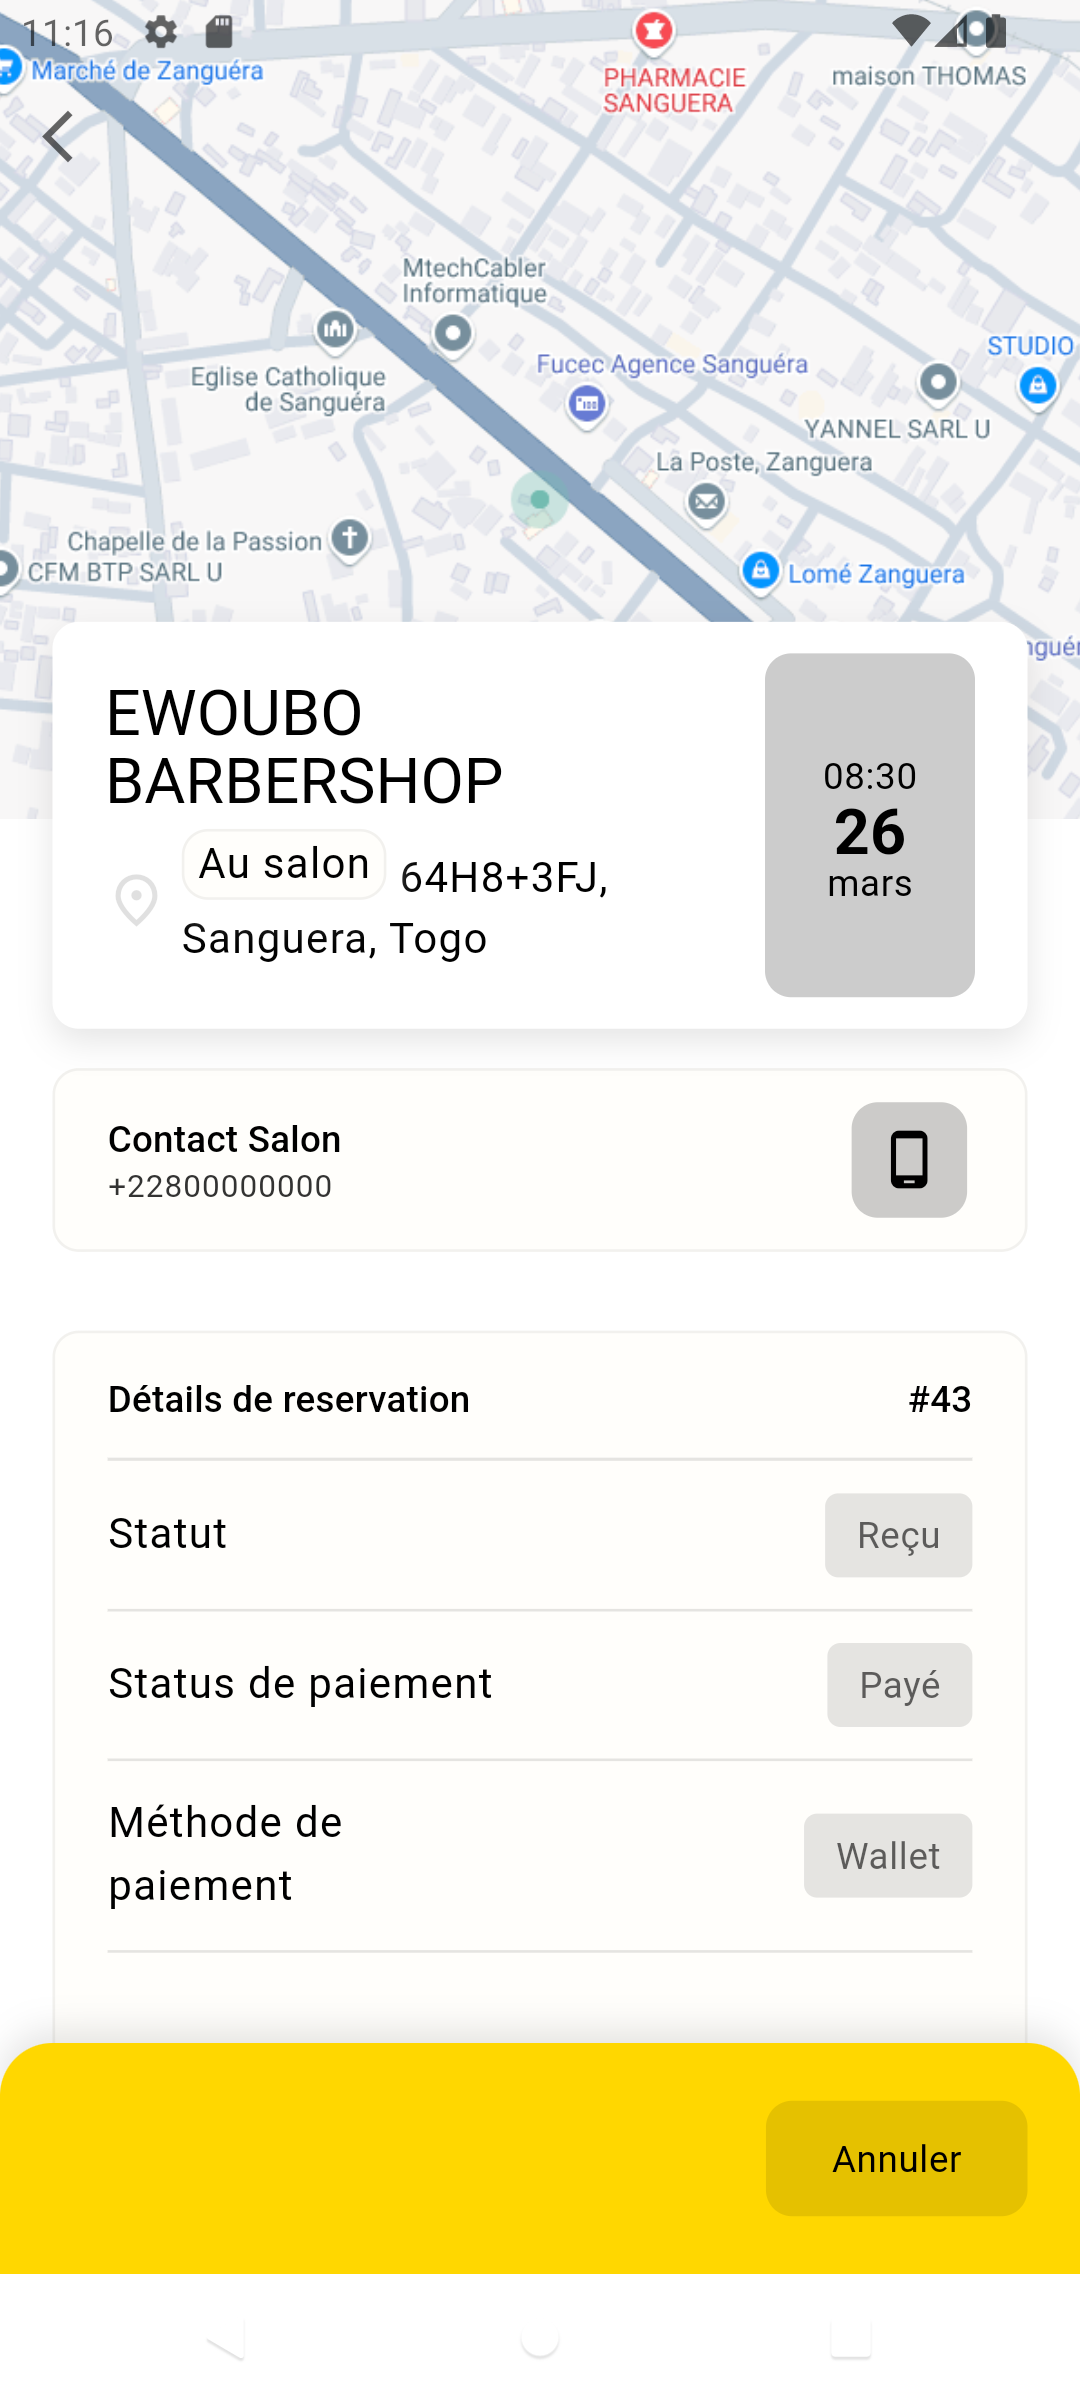 11:16
Marché de Zanguéra
PHARMACIE
SANGUERA
maison THOMAS
MtechCabler
Informatique
STUDIO
Fucec Agence Sanguéra
Eglise Catholique
de Sanguéra
YANNEL SARL U
La Poste, Zanguera
Chapelle de la Passion
CFM BTP SARL U
Lomé Zanguera
EWOUBO
BARBERSHOP
Au salon 64H8+3FJ,
Sanguera, Togo
08:30
26
mars
Contact Salon
+22800000000
Détails de reservation #43
Statut Reçu
Status de paiement Payé
Méthode de
paiement
Wallet
Annuler